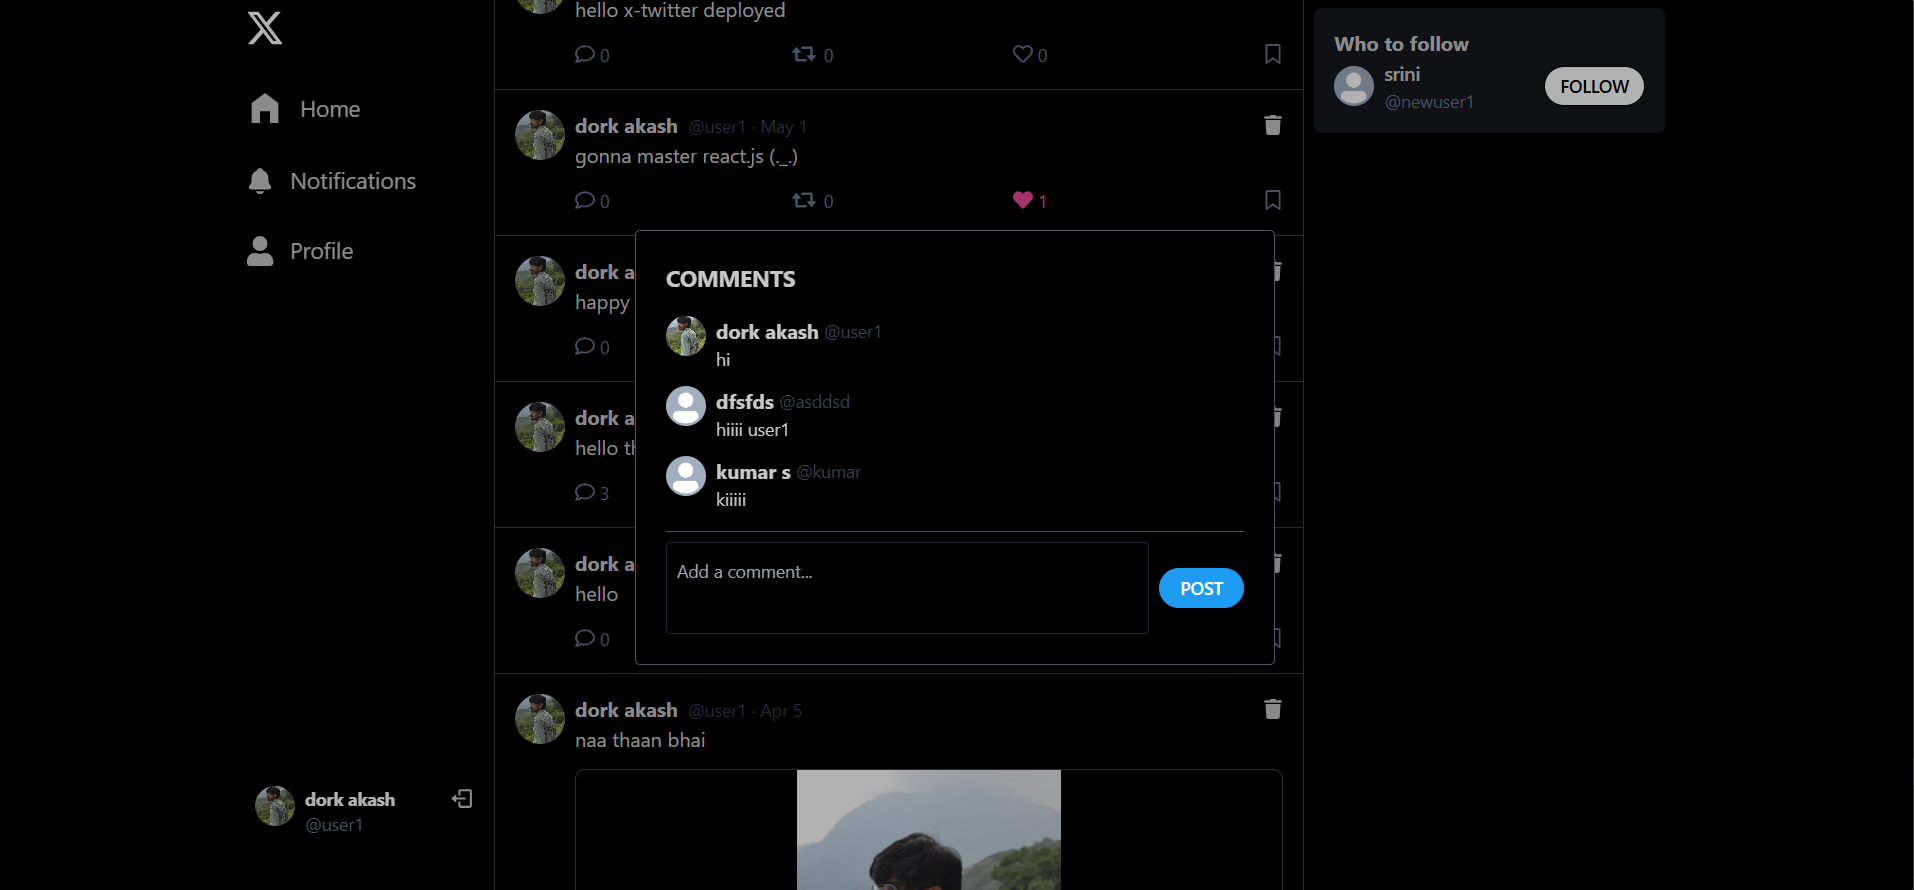 Home
Notifications
Profile
dork akash
@user1
hello x-twitter deployed
0 0 0
dork akash @user1 · May 1
gonna master react.js (._.)
0 0 1
dork a
happy
0
dork a
hello th
3
dork a
hello
0
COMMENTS
dork akash @user1
hi
dfsfds @asddsd
hiiii user1
kumar s @kumar
kiiiii
Add a comment...
POST
dork akash @user1 · Apr 5
naa thaan bhai
Who to follow
srini
@newuser1
FOLLOW